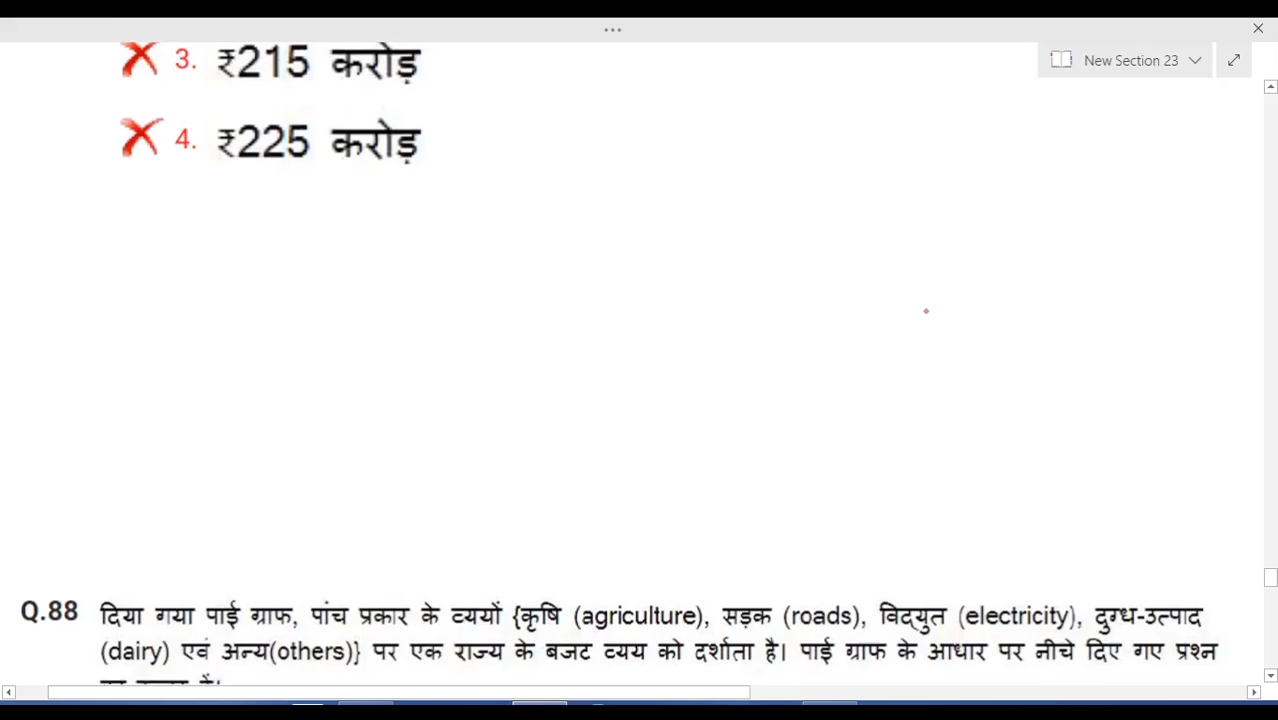 3. ₹215 करोड़
New Section 23
4. ₹225 करोड़
Q.88 दिया गया पाई ग्राफ, पांच प्रकार के व्ययों {कृषि (agriculture), सड़क (roads), विद्युत (electricity), दुग्ध-उत्पाद
(dairy) एवं अन्य(others)} पर एक राज्य के बजट व्यय को दर्शाता है। पाई ग्राफ के आधार पर नीचे दिए गए प्रश्न